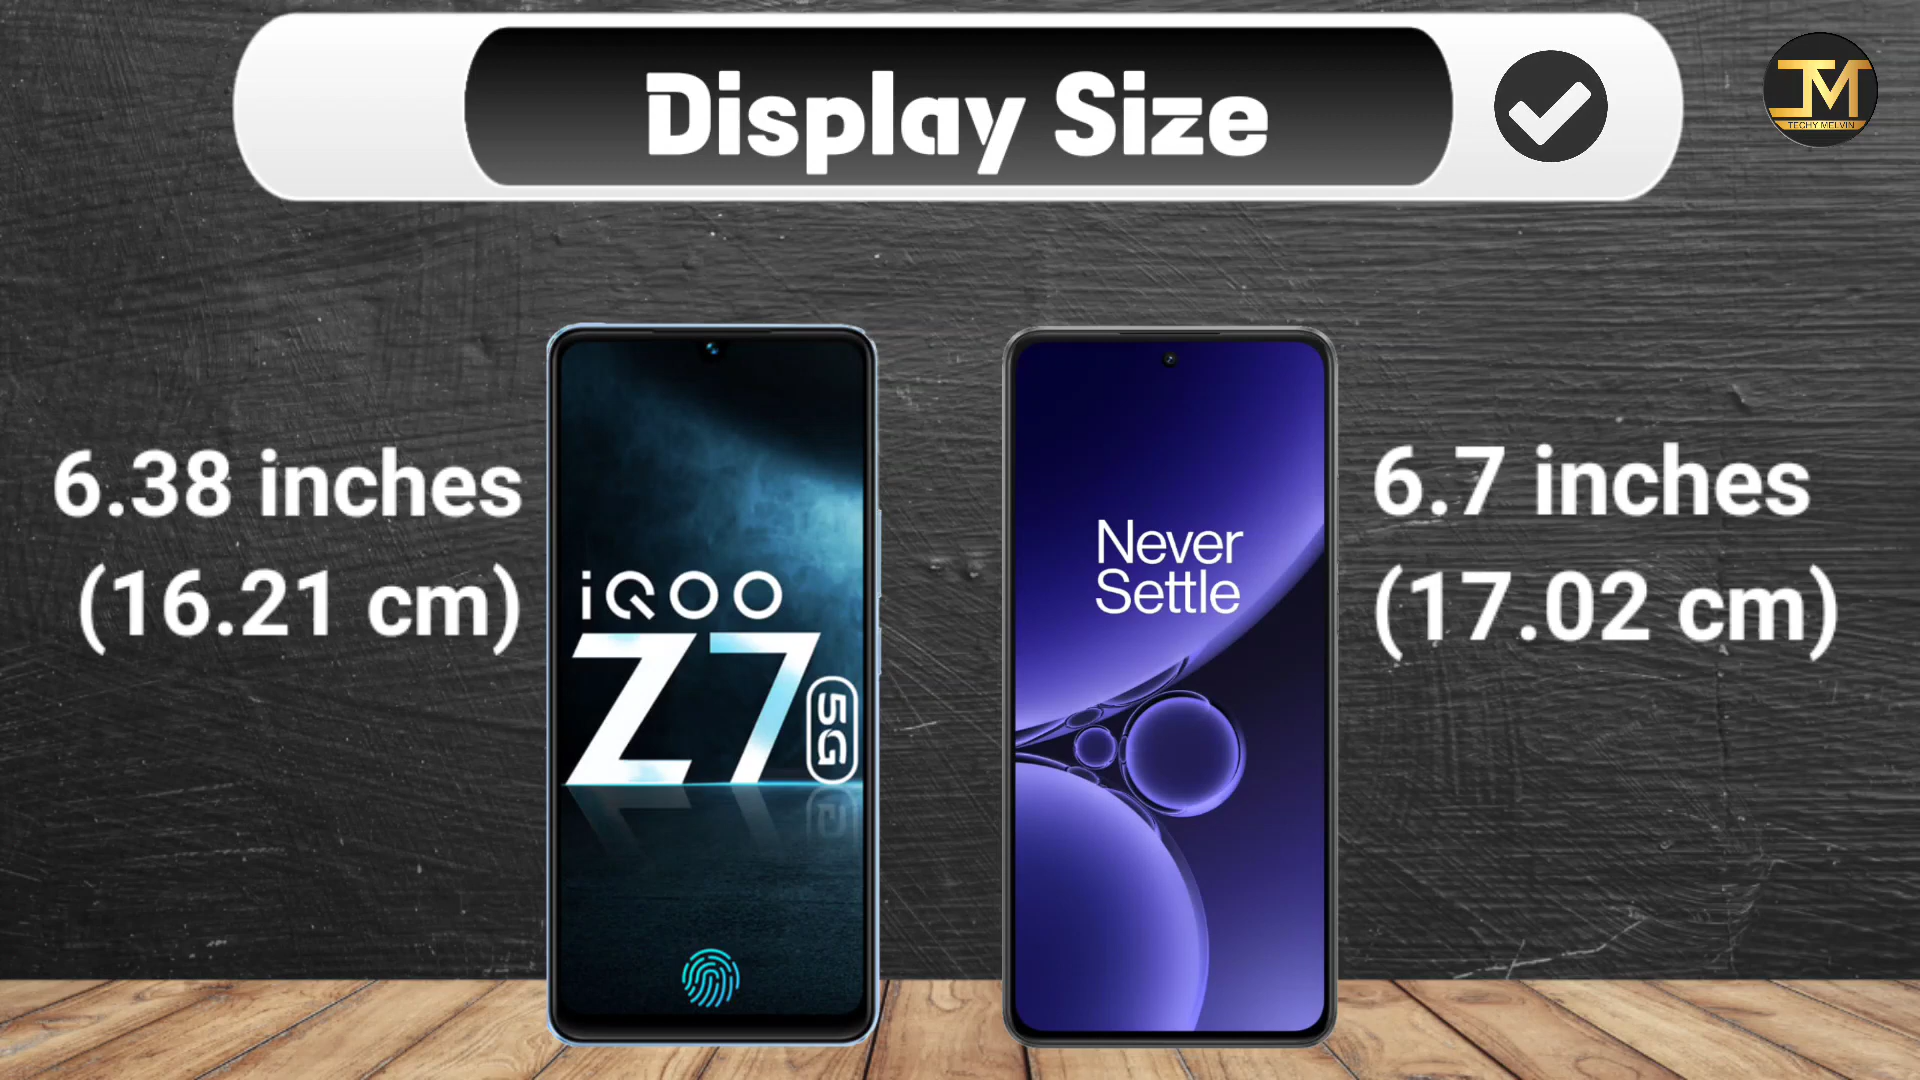 Display Size
TECHY MELVIN
6.38 inches
(16.21 cm)
iQOO
Z7
5G
Never
Settle
6.7 inches
(17.02 cm)